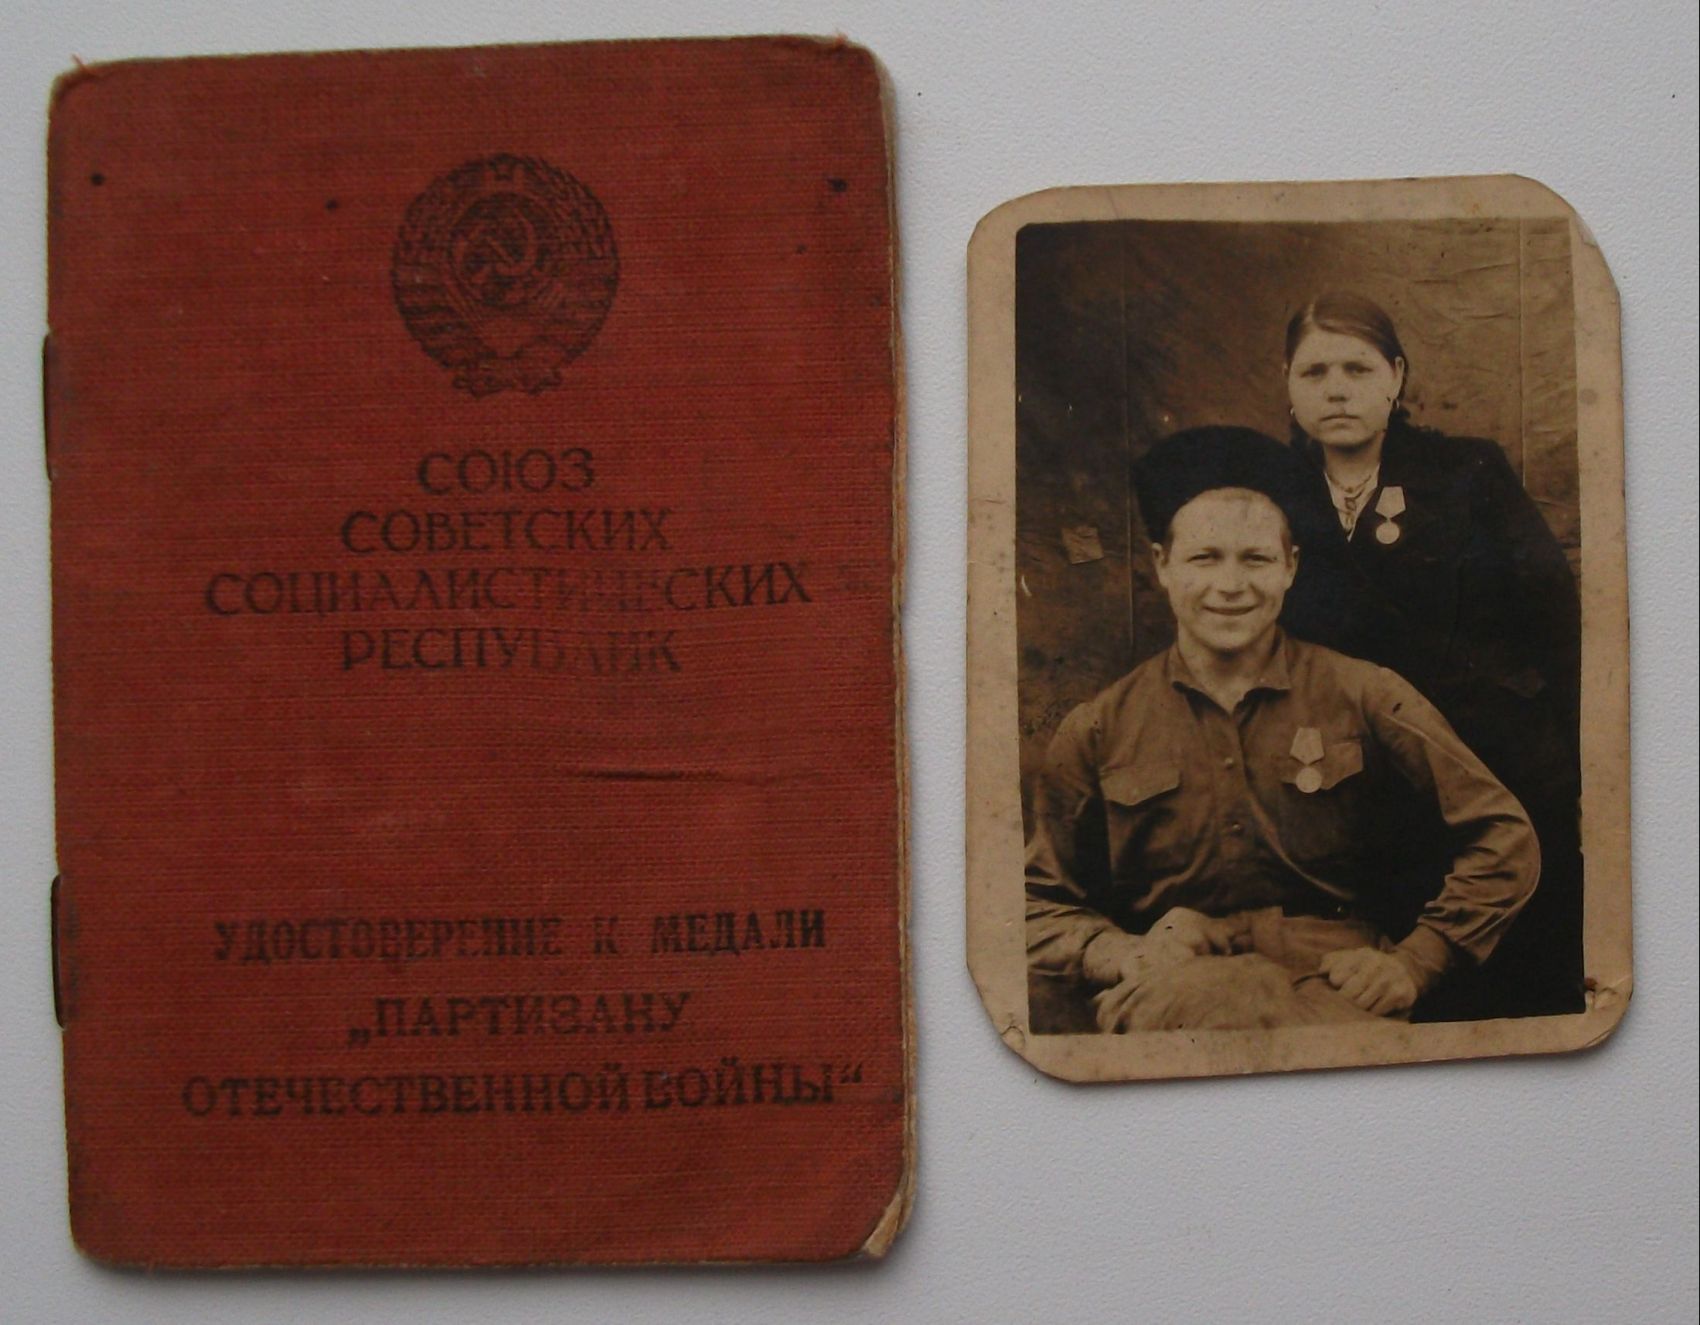 СОЮЗ
СОВЕТСКИХ
СОЦИАЛИСТИЧЕСКИХ
РЕСПУБЛИК
УДОСТОВЕРЕНИЕ К МЕДАЛИ
„ПАРТИЗАНУ
ОТЕЧЕСТВЕННОЙ ВОЙНЫ“